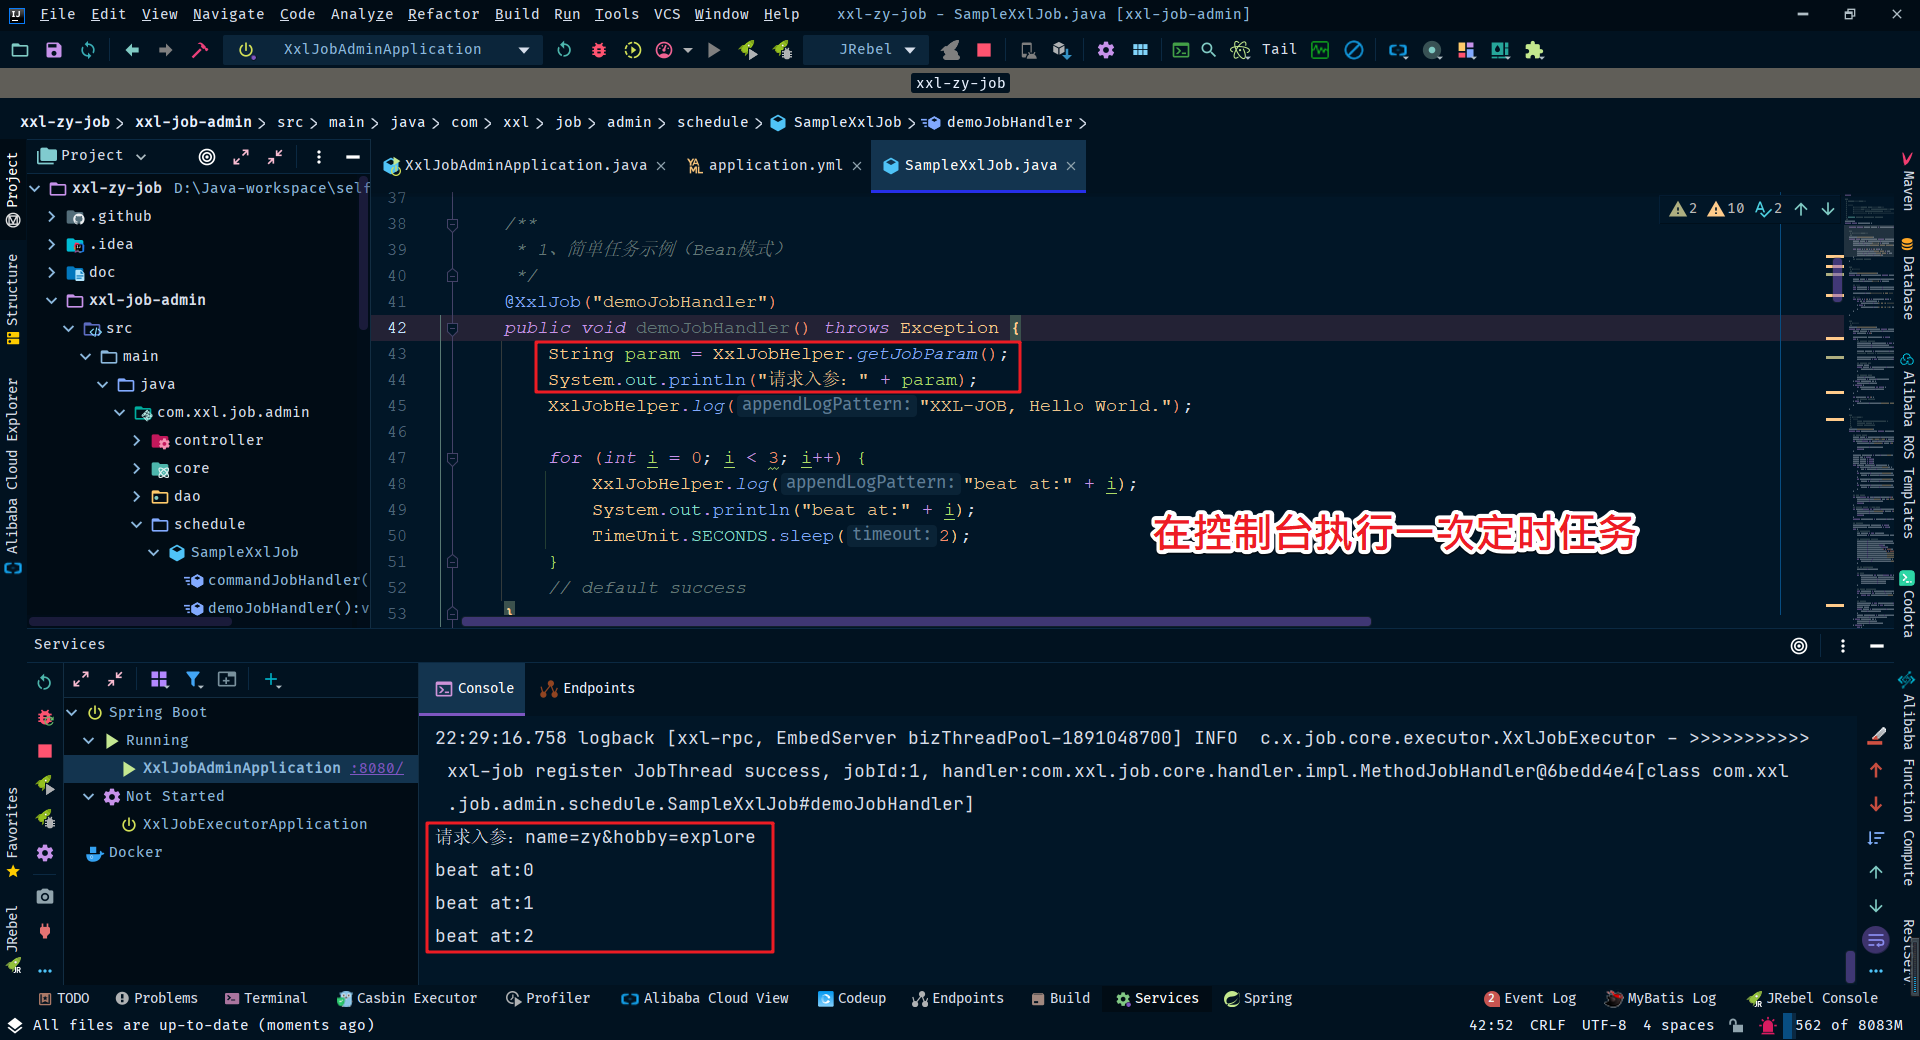 File Edit View Navigate Code Analyze Refactor Build Run Tools VCS Window Help xxl-zy-job - SampleXxlJob.java [xxl-job-admin]
XxlJobAdminApplication JRebel Tail
xxl-zy-job
xxl-zy-job > xxl-job-admin > src > main > java > com > xxl > job > admin > schedule > SampleXxlJob > demoJobHandler >
Project
XxlJobAdminApplication.java × application.yml × SampleXxlJob.java ×
xxl-zy-job D:\Java-workspace\self
.github
.idea
doc
xxl-job-admin
src
main
java
com.xxl.job.admin
controller
core
dao
schedule
SampleXxlJob
commandJobHandler(
demoJobHandler():v
2 10 2
37
38 /**
39 * 1、简单任务示例（Bean模式）
40 */
41 @XxlJob("demoJobHandler")
42 public void demoJobHandler() throws Exception {
43 String param = XxlJobHelper.getJobParam();
44 System.out.println("请求入参：" + param);
45 XxlJobHelper.log( appendLogPattern: "XXL-JOB, Hello World.");
46
47 for (int i = 0; i < 3; i++) {
48 XxlJobHelper.log( appendLogPattern: "beat at:" + i);
49 System.out.println("beat at:" + i);
50 TimeUnit.SECONDS.sleep( timeout: 2);
51 }
52 // default success
53 }
在控制台执行一次定时任务
Project
Structure
Alibaba Cloud Explorer
Favorites
JRebel
Maven
Database
Alibaba ROS Templates
Codota
Alibaba Function Compute
RestServ
Services
Console Endpoints
Spring Boot
Running
XxlJobAdminApplication :8080/
Not Started
XxlJobExecutorApplication
Docker
22:29:16.758 logback [xxl-rpc, EmbedServer bizThreadPool-1891048700] INFO  c.x.job.core.executor.XxlJobExecutor - >>>>>>>>>>>
xxl-job register JobThread success, jobId:1, handler:com.xxl.job.core.handler.impl.MethodJobHandler@6bedd4e4[class com.xxl
.job.admin.schedule.SampleXxlJob#demoJobHandler]
请求入参：name=zy&hobby=explore
beat at:0
beat at:1
beat at:2
TODO Problems Terminal Casbin Executor Profiler Alibaba Cloud View Codeup Endpoints Build Services Spring 2 Event Log MyBatis Log JRebel Console
All files are up-to-date (moments ago) 42:52 CRLF UTF-8 4 spaces 562 of 8083M